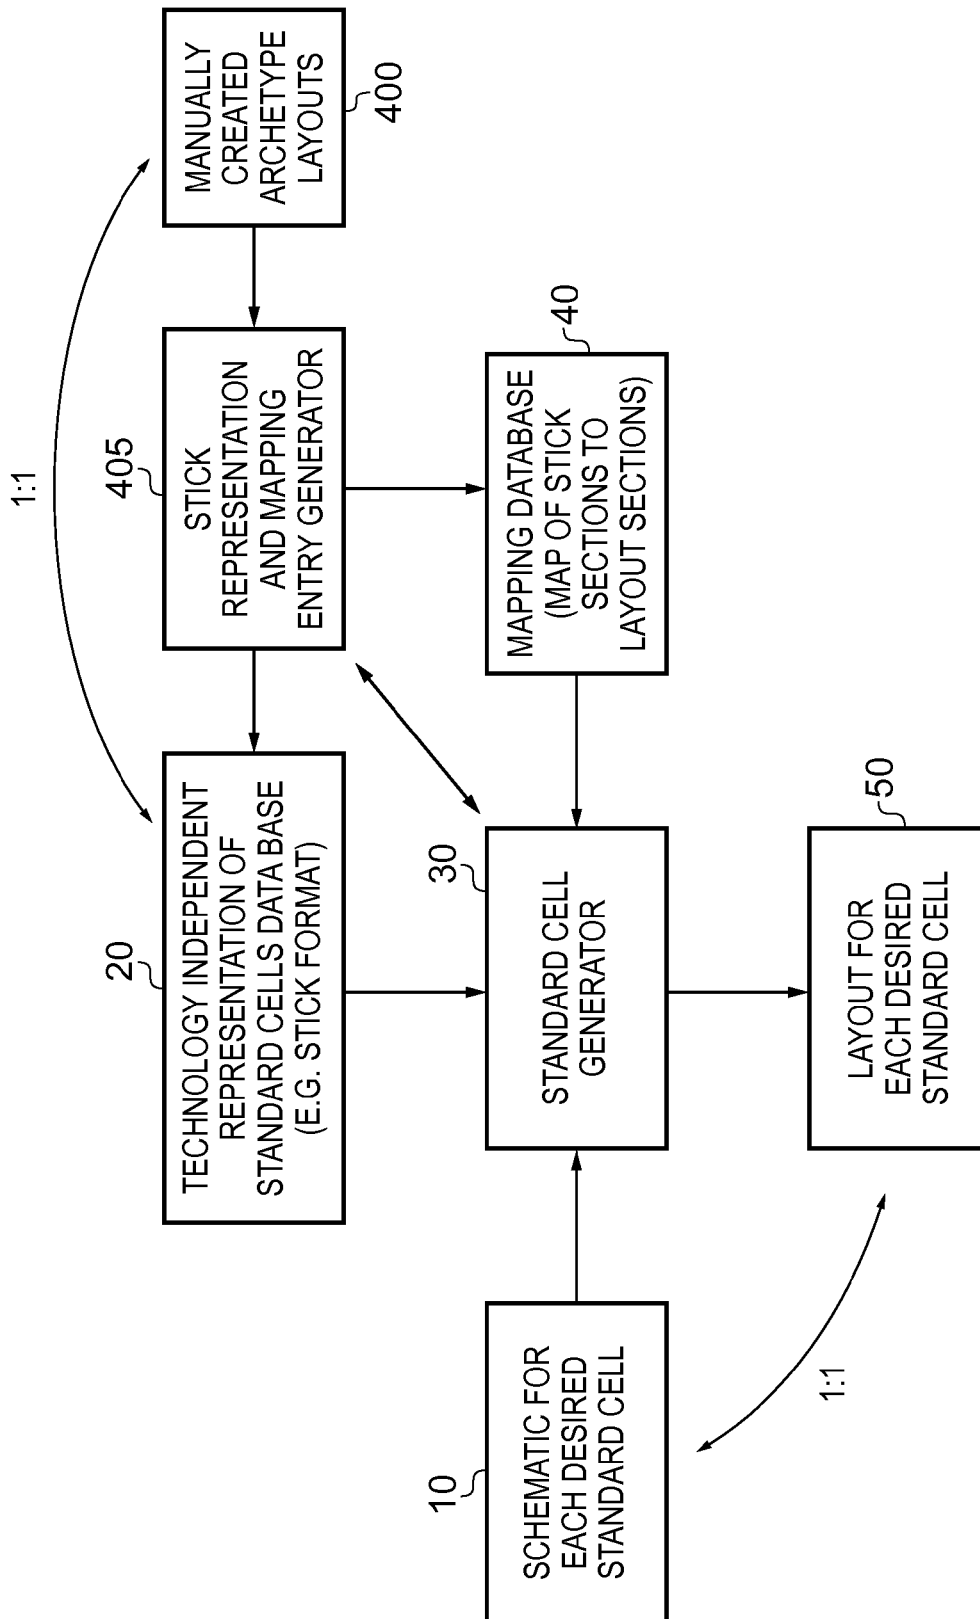 1:1
20
TECHNOLOGY INDEPENDENT
REPRESENTATION OF
STANDARD CELLS DATA BASE
(E.G. STICK FORMAT)
405
STICK
REPRESENTATION
AND MAPPING
ENTRY GENERATOR
MANUALLY
CREATED
ARCHETYPE
LAYOUTS
400
10
SCHEMATIC FOR
EACH DESIRED
STANDARD CELL
30
STANDARD CELL
GENERATOR
MAPPING DATABASE
(MAP OF STICK
SECTIONS TO
LAYOUT SECTIONS)
40
1:1
LAYOUT FOR
EACH DESIRED
STANDARD CELL
50